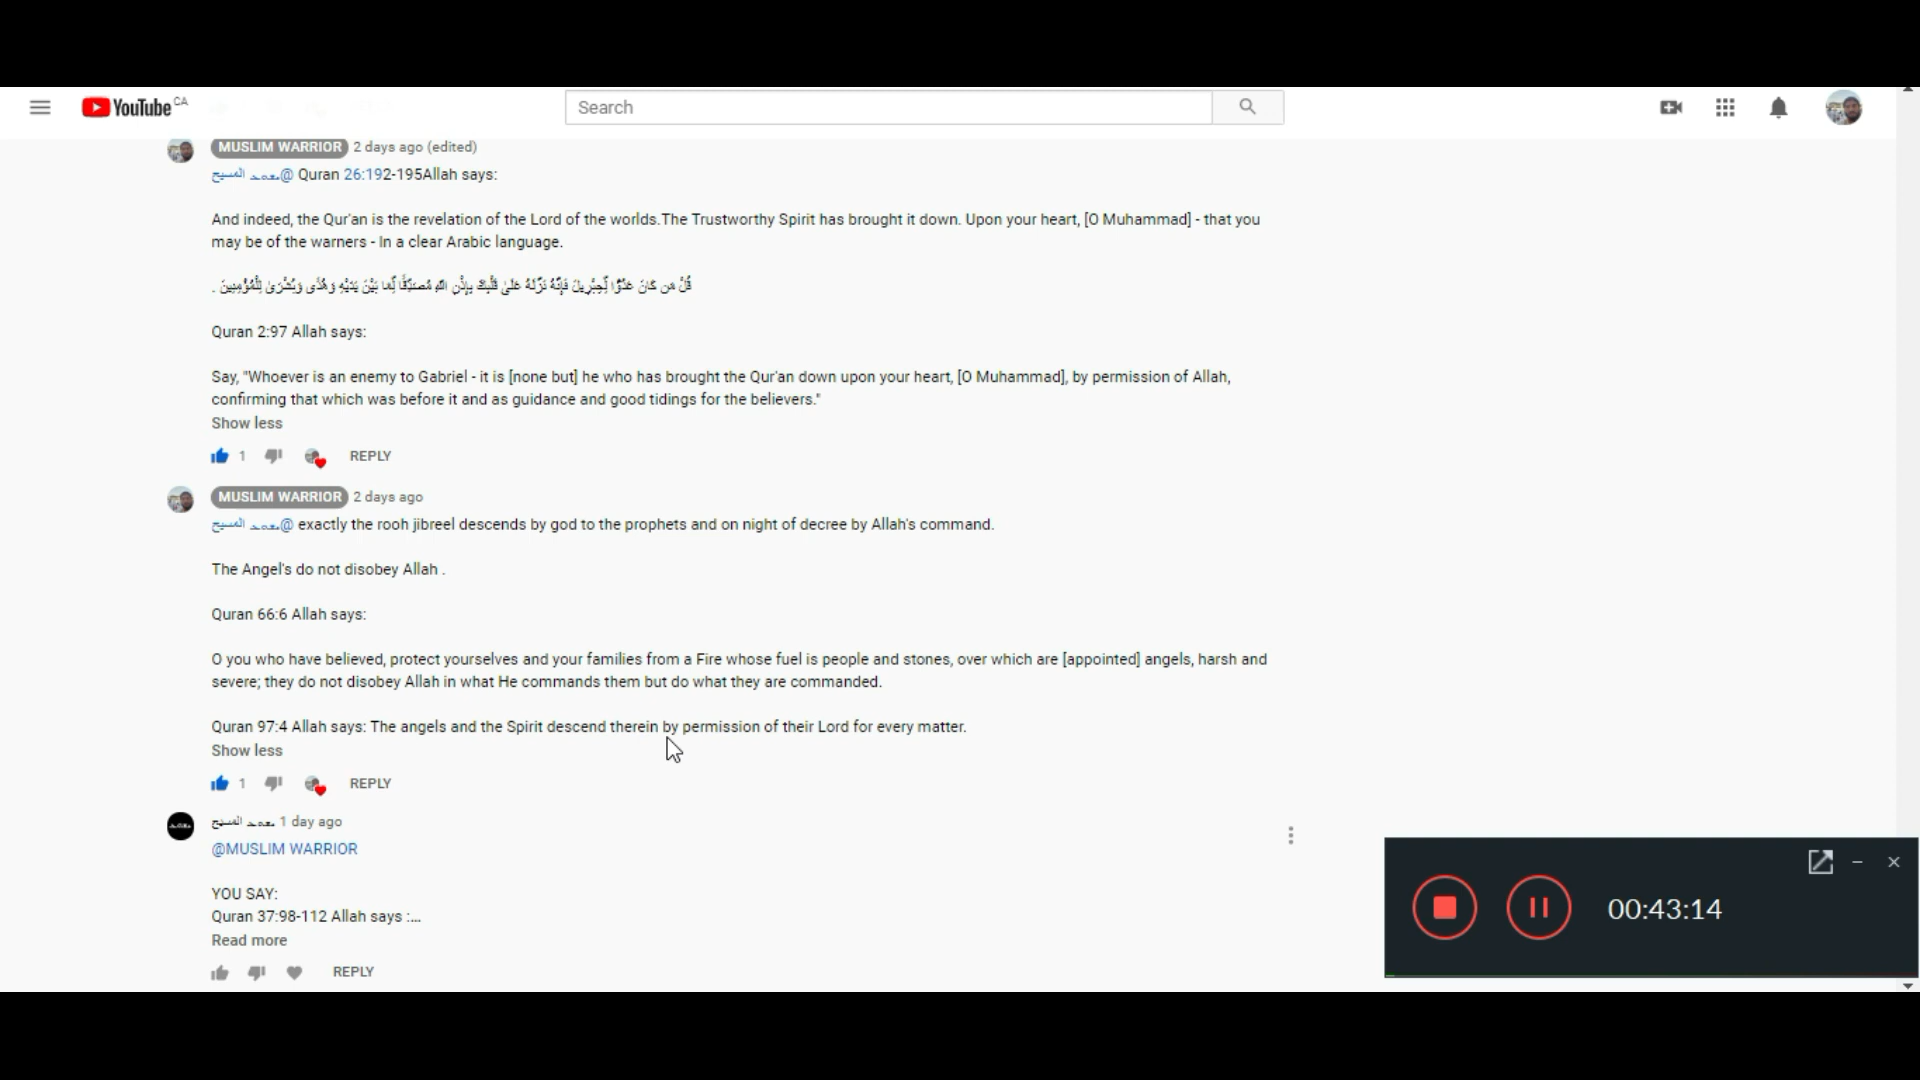 YouTube CA
Search
MUSLIM WARRIOR 2 days ago (edited)
@محمد المسيح Quran 26:192-195Allah says:
And indeed, the Qur'an is the revelation of the Lord of the worlds.The Trustworthy Spirit has brought it down. Upon your heart, [O Muhammad] - that you
may be of the warners - In a clear Arabic language.
قُلْ مَن كَانَ عَدُوًّا لِّجِبْرِيلَ فَإِنَّهُ نَزَّلَهُ عَلَىٰ قَلْبِكَ بِإِذْنِ اللَّهِ مُصَدِّقًا لِّمَا بَيْنَ يَدَيْهِ وَهُدًى وَبُشْرَىٰ لِلْمُؤْمِنِينَ .
Quran 2:97 Allah says:
Say, "Whoever is an enemy to Gabriel - it is [none but] he who has brought the Qur'an down upon your heart, [O Muhammad], by permission of Allah,
confirming that which was before it and as guidance and good tidings for the believers."
Show less
1 REPLY
MUSLIM WARRIOR 2 days ago
@محمد المسيح exactly the rooh jibreel descends by god to the prophets and on night of decree by Allah's command.
The Angel's do not disobey Allah .
Quran 66:6 Allah says:
O you who have believed, protect yourselves and your families from a Fire whose fuel is people and stones, over which are [appointed] angels, harsh and
severe; they do not disobey Allah in what He commands them but do what they are commanded.
Quran 97:4 Allah says: The angels and the Spirit descend therein by permission of their Lord for every matter.
Show less
1 REPLY
محمد المسيح 1 day ago
@MUSLIM WARRIOR
YOU SAY:
Quran 37:98-112 Allah says :...
Read more
REPLY
00:43:14